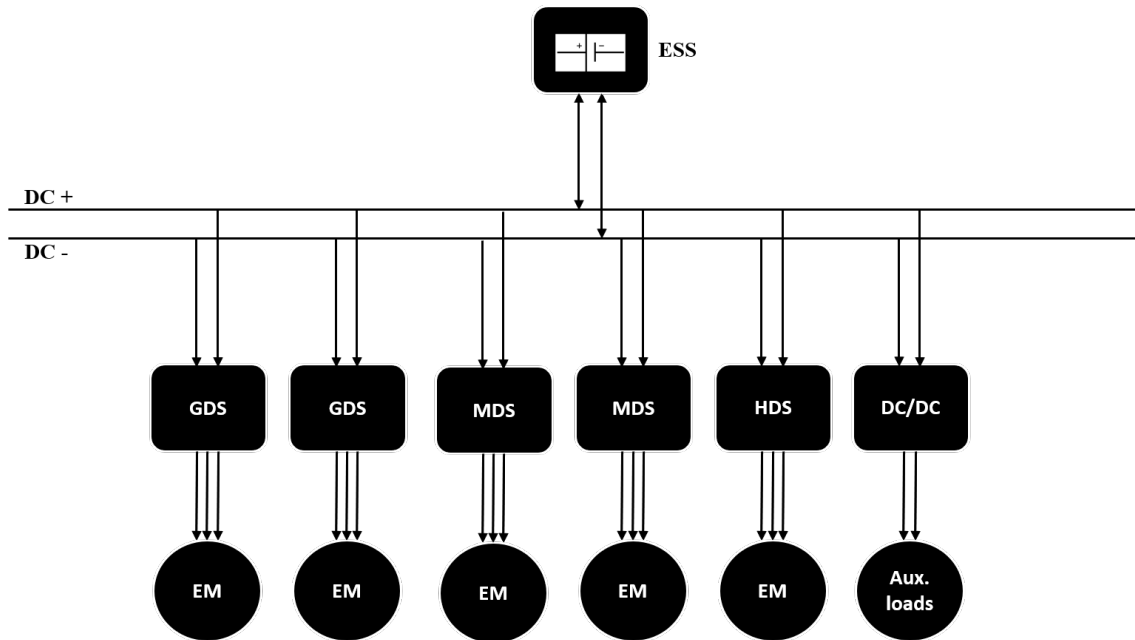 + −
ESS
DC +
DC -
GDS GDS MDS MDS HDS DC/DC
EM EM EM EM EM Aux.
loads